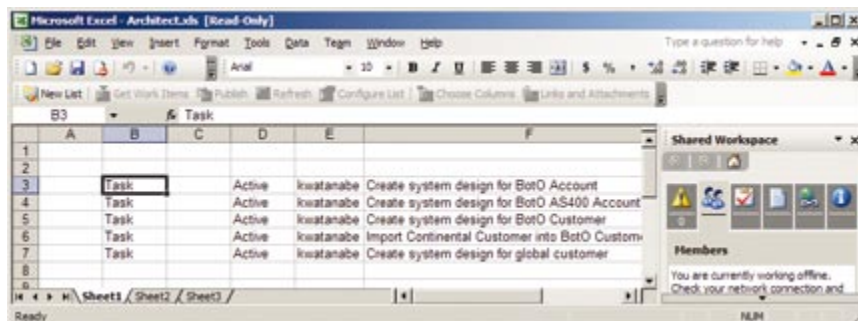 Microsoft Excel - Architect.xls [Read-Only]
File Edit View Insert Format Tools Data Team Window Help Type a question for help
Arial 10 B I U $ %
New List Get Work Items Publish Refresh Configure List Choose Columns Links and Attachments
B3 fx Task
A B C D E F
1
2
3 Task Active kwatanabe Create system design for BotO Account
4 Task Active kwatanabe Create system design for BotO AS400 Account
5 Task Active kwatanabe Create system design for BotO Customer
6 Task Active kwatanabe Import Continental Customer into BotO Custom
7 Task Active kwatanabe Create system design for global customer
8
9
Sheet1 Sheet2 Sheet3
Ready NUM
Shared Workspace
0
Members
You are currently working offline.
Check your network connection and